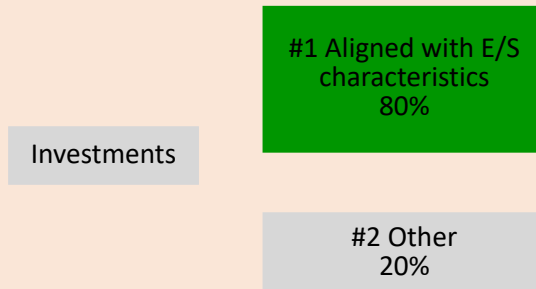 #1 Aligned with E/S
characteristics
80%
Investments
#2 Other
20%